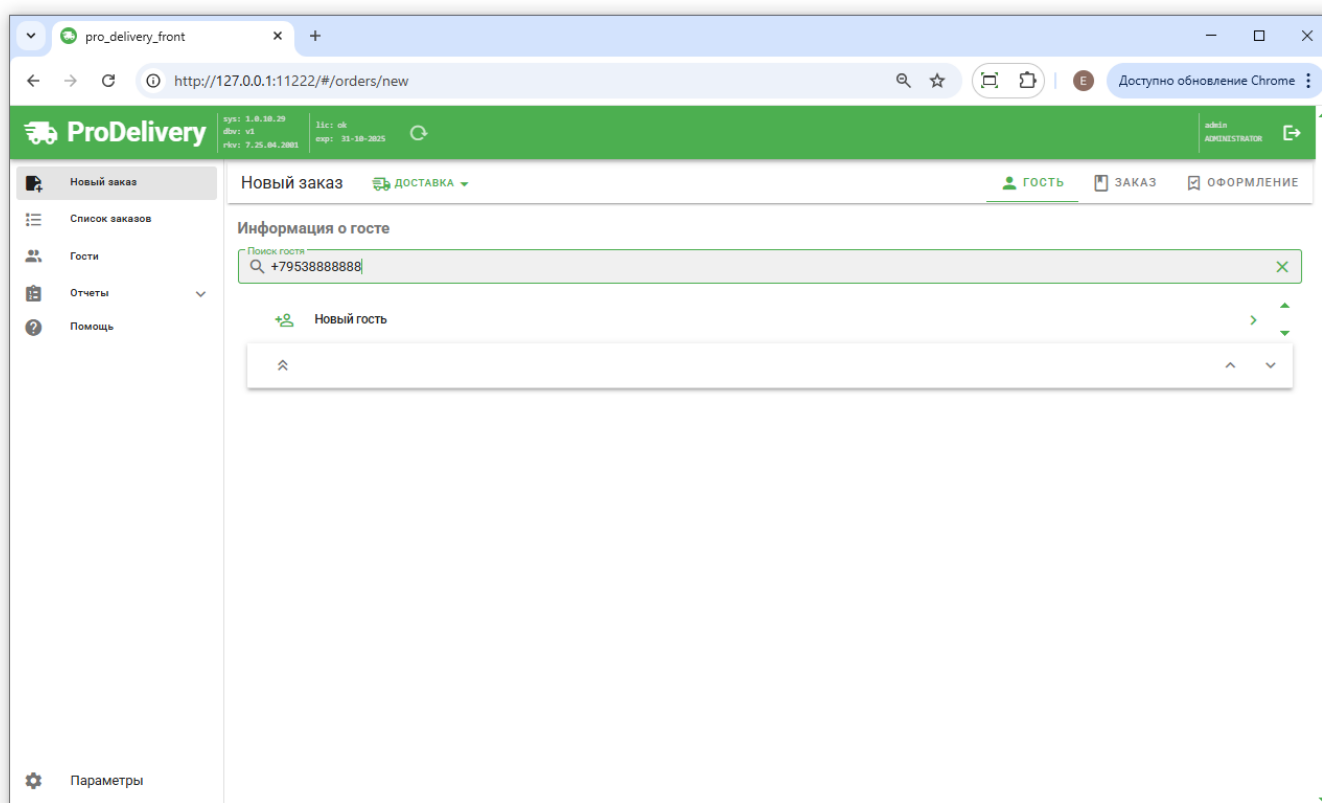 pro_delivery_front
http://127.0.0.1:11222/#/orders/new
E
Доступно обновление Chrome
ProDelivery
sys: 1.0.10.29
dbv: v1
rkv: 7.25.04.2001
lic: ok
exp: 31-10-2025
admin
ADMINISTRATOR
Новый заказ
Список заказов
Гости
Отчеты
Помощь
Параметры
Новый заказ
ДОСТАВКА
ГОСТЬ
ЗАКАЗ
ОФОРМЛЕНИЕ
Информация о госте
Поиск гостя
+79538888888
Новый гость